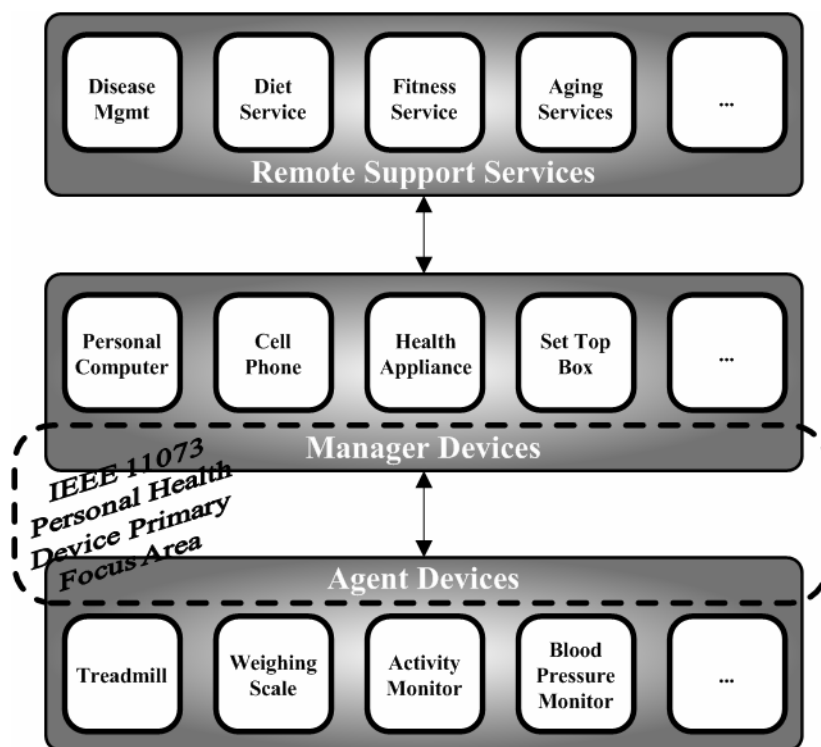 Disease
Mgmt
Diet
Service
Fitness
Service
Aging
Services
...
Remote Support Services
Personal
Computer
Cell
Phone
Health
Appliance
Set Top
Box
...
Manager Devices
IEEE 11073
Personal Health
Device Primary
Focus Area
Agent Devices
Treadmill
Weighing
Scale
Activity
Monitor
Blood
Pressure
Monitor
...